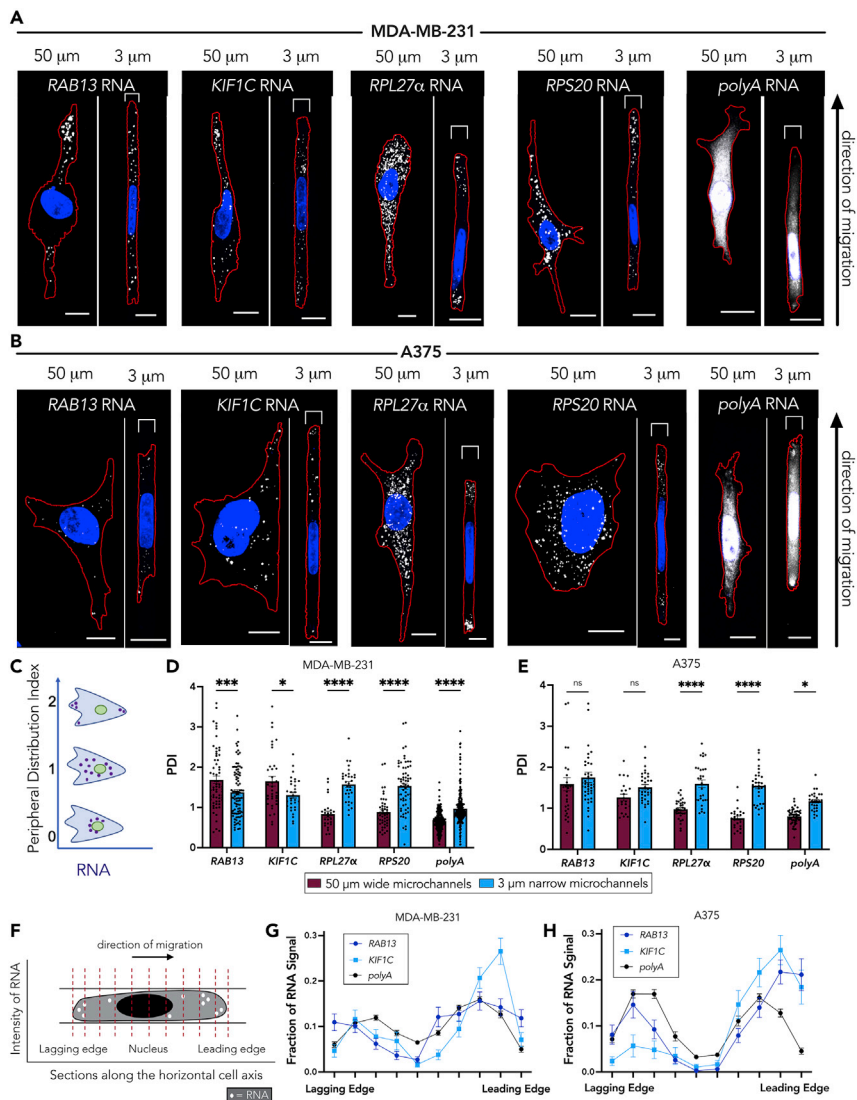 A
MDA-MB-231
50 μm 3 μm 50 μm 3 μm 50 μm 3 μm 50 μm 3 μm 50 μm 3 μm
RAB13 RNA KIF1C RNA RPL27α RNA RPS20 RNA polyA RNA
direction of migration
B
A375
50 μm 3 μm 50 μm 3 μm 50 μm 3 μm 50 μm 3 μm 50 μm 3 μm
RAB13 RNA KIF1C RNA RPL27α RNA RPS20 RNA polyA RNA
direction of migration
C
Peripheral Distribution Index
2
1
0
RNA
D
MDA-MB-231
*** * **** **** ****
PDI
4
3
2
1
0
RAB13 KIF1C RPL27α RPS20 polyA
E
A375
ns ns **** **** *
PDI
4
3
2
1
0
RAB13 KIF1C RPL27α RPS20 polyA
50 μm wide microchannels 3 μm narrow microchannels
F
direction of migration
Intensity of RNA
Lagging edge Nucleus Leading edge
Sections along the horizontal cell axis
= RNA
G
MDA-MB-231
RAB13
KIF1C
polyA
Fraction of RNA Signal
0.3
0.2
0.1
0.0
Lagging Edge Leading Edge
H
A375
RAB13
KIF1C
polyA
Fraction of RNA Sginal
0.3
0.2
0.1
0.0
Lagging Edge Leading Edge